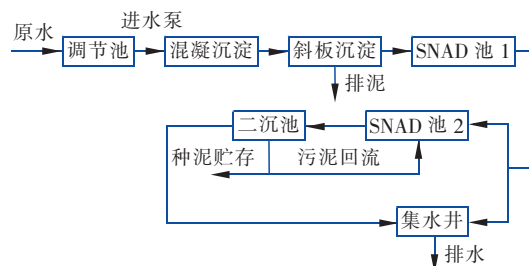 原水
进水泵
调节池
混凝沉淀
斜板沉淀
SNAD 池 1
排泥
二沉池
SNAD 池 2
种泥贮存
污泥回流
集水井
排水